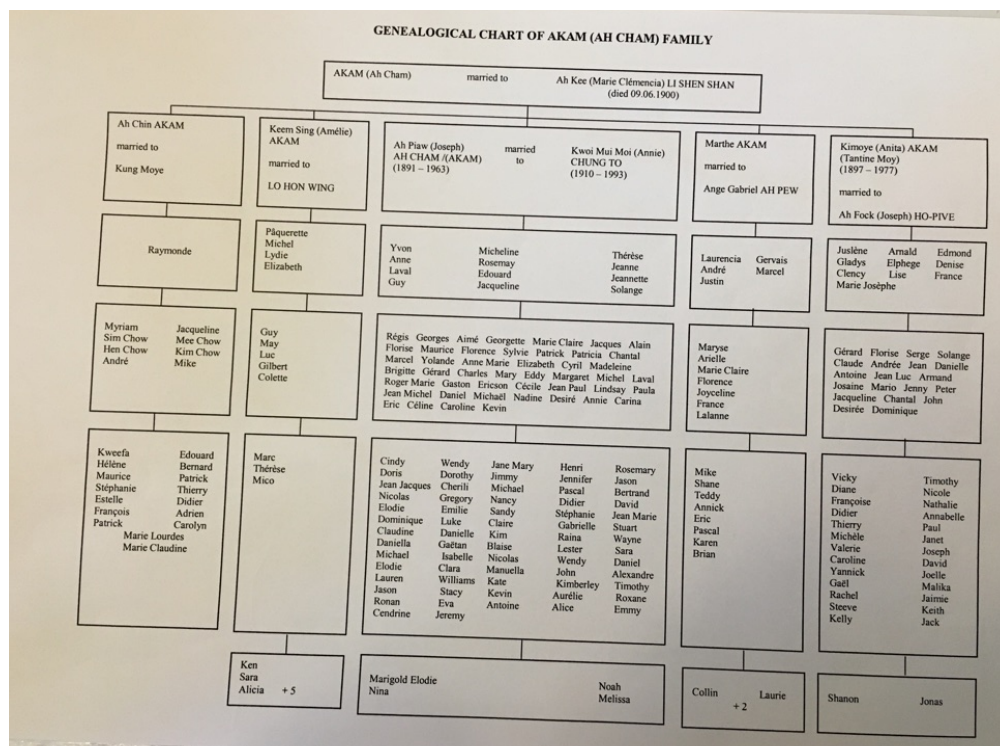 GENEALOGICAL CHART OF AKAM (AH CHAM) FAMILY
AKAM (Ah Cham) married to Ah Kee (Marie Clémencia) LI SHEN SHAN
(died 09.06.1900)
Ah Chin AKAM
married to
Kung Moye
Keem Sing (Amélie)
AKAM
married to
LO HON WING
Ah Piaw (Joseph) married Kwoi Mui Moi (Annie)
AH CHAM /(AKAM) to CHUNG TO
(1891 – 1963) (1910 – 1993)
Marthe AKAM
married to
Ange Gabriel AH PEW
Kimoye (Anita) AKAM
(Tantine Moy)
(1897 – 1977)
married to
Ah Fock (Joseph) HO-PIVE
Raymonde
Pâquerette
Michel
Lydie
Elizabeth
Yvon Micheline Thérèse
Anne Rosemay Jeanne
Laval Edouard Jeannette
Guy Jacqueline Solange
Laurencia Gervais
André Marcel
Justin
Juslène Arnald Edmond
Gladys Elphege Denise
Clency Lise France
Marie Josèphe
Myriam Jacqueline
Sim Chow Mee Chow
Hen Chow Kim Chow
André Mike
Guy
May
Luc
Gilbert
Colette
Régis Georges Aimé Georgette Marie Claire Jacques Alain
Florise Maurice Florence Sylvie Patrick Patricia Chantal
Marcel Yolande Anne Marie Elizabeth Cyril Madeleine
Brigitte Gérard Charles Mary Eddy Margaret Michel Laval
Roger Marie Gaston Ericson Cécile Jean Paul Lindsay Paula
Jean Michel Daniel Michaël Nadine Desiré Annie Carina
Eric Céline Caroline Kevin
Maryse
Arielle
Marie Claire
Florence
Joyceline
France
Lalanne
Gérard Florise Serge Solange
Claude Andrée Jean Danielle
Antoine Jean Luc Armand
Josaine Mario Jenny Peter
Jacqueline Chantal John
Desirée Dominique
Kweefa Edouard
Hélène Bernard
Maurice Patrick
Stéphanie Thierry
Estelle Didier
François Adrien
Patrick Carolyn
Marie Lourdes
Marie Claudine
Marc
Thérèse
Mico
Cindy Wendy Jane Mary Henri Rosemary
Doris Dorothy Jimmy Jennifer Jason
Jean Jacques Cherili Michael Pascal Bertrand
Nicolas Gregory Nancy Didier David
Elodie Emilie Sandy Stéphanie Jean Marie
Dominique Luke Claire Gabrielle Stuart
Claudine Danielle Kim Raina Wayne
Daniella Gaëtan Blaise Lester Sara
Michael Isabelle Nicolas Wendy Daniel
Elodie Clara Manuella John Alexandre
Lauren Williams Kate Kimberley Timothy
Jason Stacy Kevin Aurélie Roxane
Ronan Eva Antoine Alice Emmy
Cendrine Jeremy
Mike
Shane
Teddy
Annick
Eric
Pascal
Karen
Brian
Vicky Timothy
Diane Nicole
Françoise Nathalie
Didier Annabelle
Thierry Paul
Michèle Janet
Valerie Joseph
Caroline David
Yannick Joelle
Gaël Malika
Rachel Jaimie
Steeve Keith
Kelly Jack
Ken
Sara
Alicia + 5
Marigold Elodie Noah
Nina Melissa
Collin Laurie
+ 2
Shanon Jonas